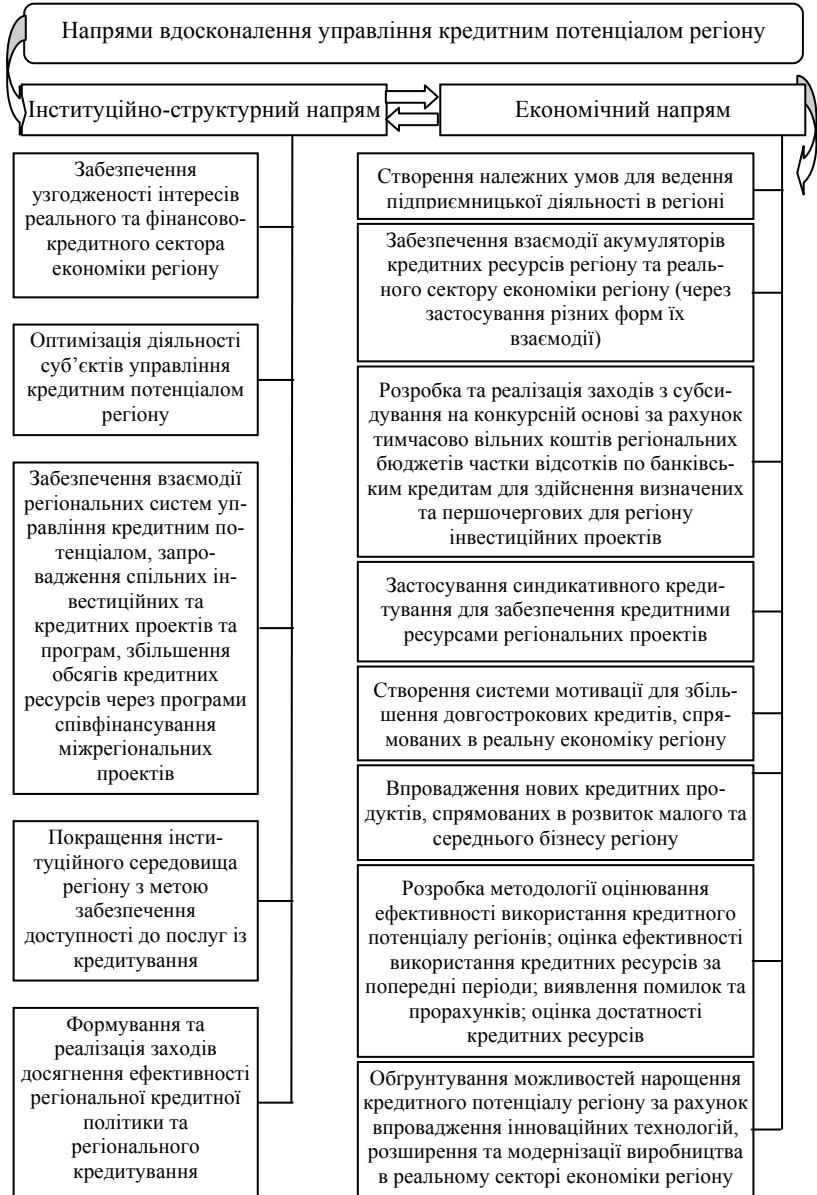 Напрями вдосконалення управління кредитним потенціалом регіону
Інституційно-структурний напрям
Економічний напрям
Забезпечення
узгодженості інтересів
реального та фінансово-
кредитного сектора
економіки регіону
Оптимізація діяльності
суб’єктів управління
кредитним потенціалом
регіону
Забезпечення взаємодії
регіональних систем уп-
равління кредитним по-
тенціалом, запро-
вадження спільних ін-
вестиційних та
кредитних проектів та
програм, збільшення
обсягів кредитних
ресурсів через програми
співфінансування
міжрегіональних
проектів
Покращення інсти-
туційного середовища
регіону з метою
забезпечення
доступності до послуг із
кредитування
Формування та
реалізація заходів
досягнення ефективності
регіональної кредитної
політики та
регіонального
кредитування
Створення належних умов для ведення
підприємницької діяльності в регіоні
Забезпечення взаємодії акумуляторів
кредитних ресурсів регіону та реаль-
ного сектору економіки регіону (через
застосування різних форм їх
взаємодії)
Розробка та реалізація заходів з субси-
дування на конкурсній основі за рахунок
тимчасово вільних коштів регіональних
бюджетів частки відсотків по банківсь-
ким кредитам для здійснення визначених
та першочергових для регіону
інвестиційних проектів
Застосування синдикативного креди-
тування для забезпечення кредитними
ресурсами регіональних проектів
Створення системи мотивації для збіль-
шення довгострокових кредитів, спря-
мованих в реальну економіку регіону
Впровадження нових кредитних про-
дуктів, спрямованих в розвиток малого та
середнього бізнесу регіону
Розробка методології оцінювання
ефективності використання кредитного
потенціалу регіонів; оцінка ефективності
використання кредитних ресурсів за
попередні періоди; виявлення помилок та
прорахунків; оцінка достатності
кредитних ресурсів
Обґрунтування можливостей нарощення
кредитного потенціалу регіону за рахунок
впровадження інноваційних технологій,
розширення та модернізації виробництва
в реальному секторі економіки регіону